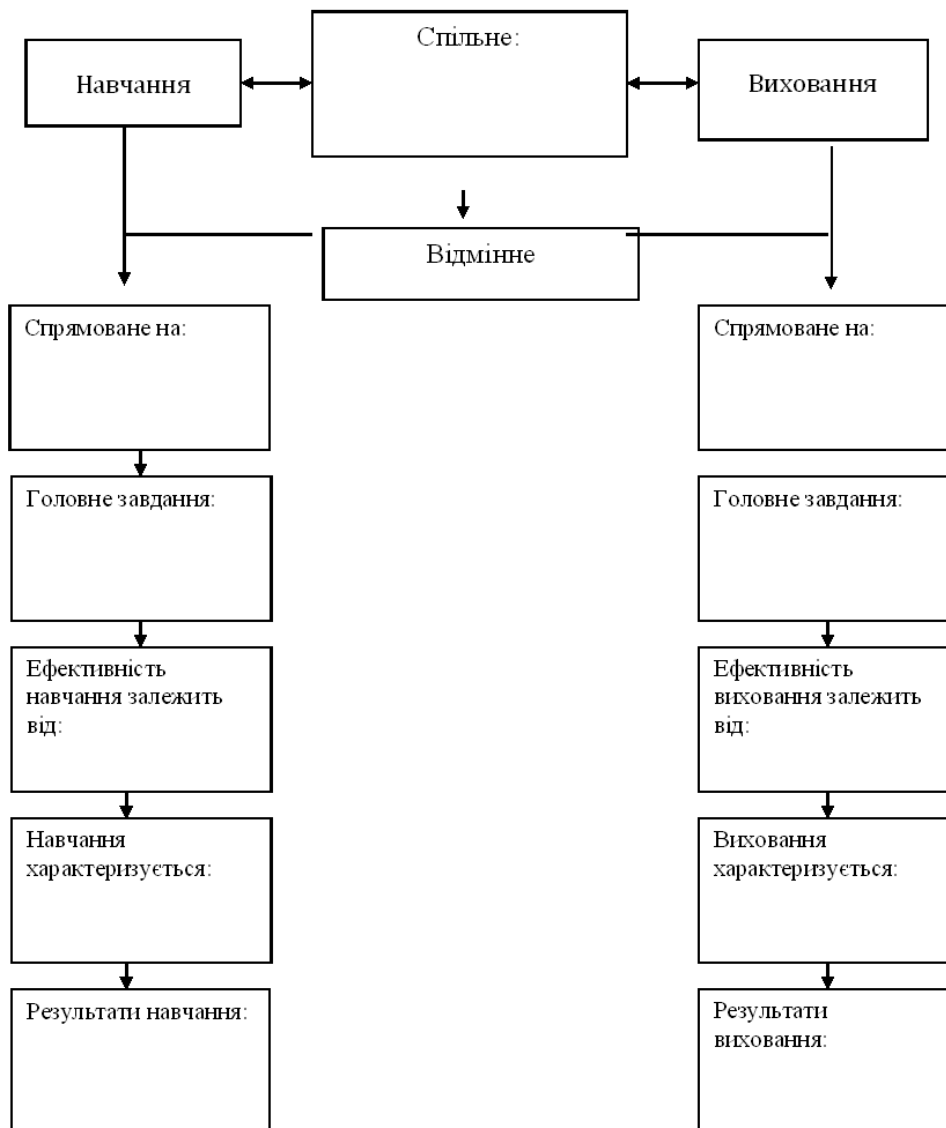 Спільне:
Навчання
Виховання
Відмінне
Спрямоване на:
Спрямоване на:
Головне завдання:
Головне завдання:
Ефективність
навчання залежить
від:
Ефективність
виховання залежить
від:
Навчання
характеризується:
Виховання
характеризується:
Результати навчання:
Результати
виховання: